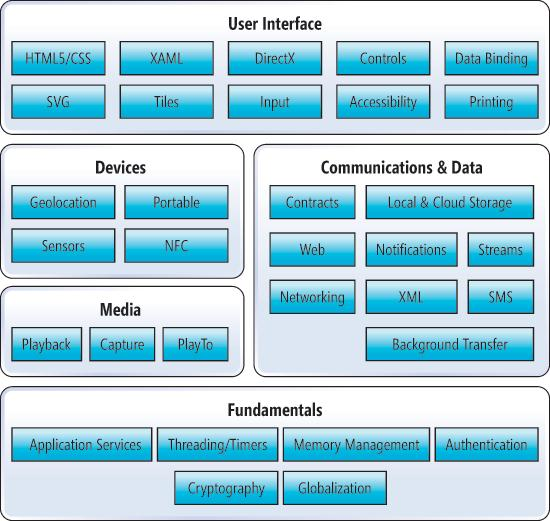 User Interface
HTML5/CSS XAML DirectX Controls Data Binding
SVG Tiles Input Accessibility Printing
Devices
Geolocation Portable
Sensors NFC
Media
Playback Capture PlayTo
Communications & Data
Contracts Local & Cloud Storage
Web Notifications Streams
Networking XML SMS
Background Transfer
Fundamentals
Application Services Threading/Timers Memory Management Authentication
Cryptography Globalization